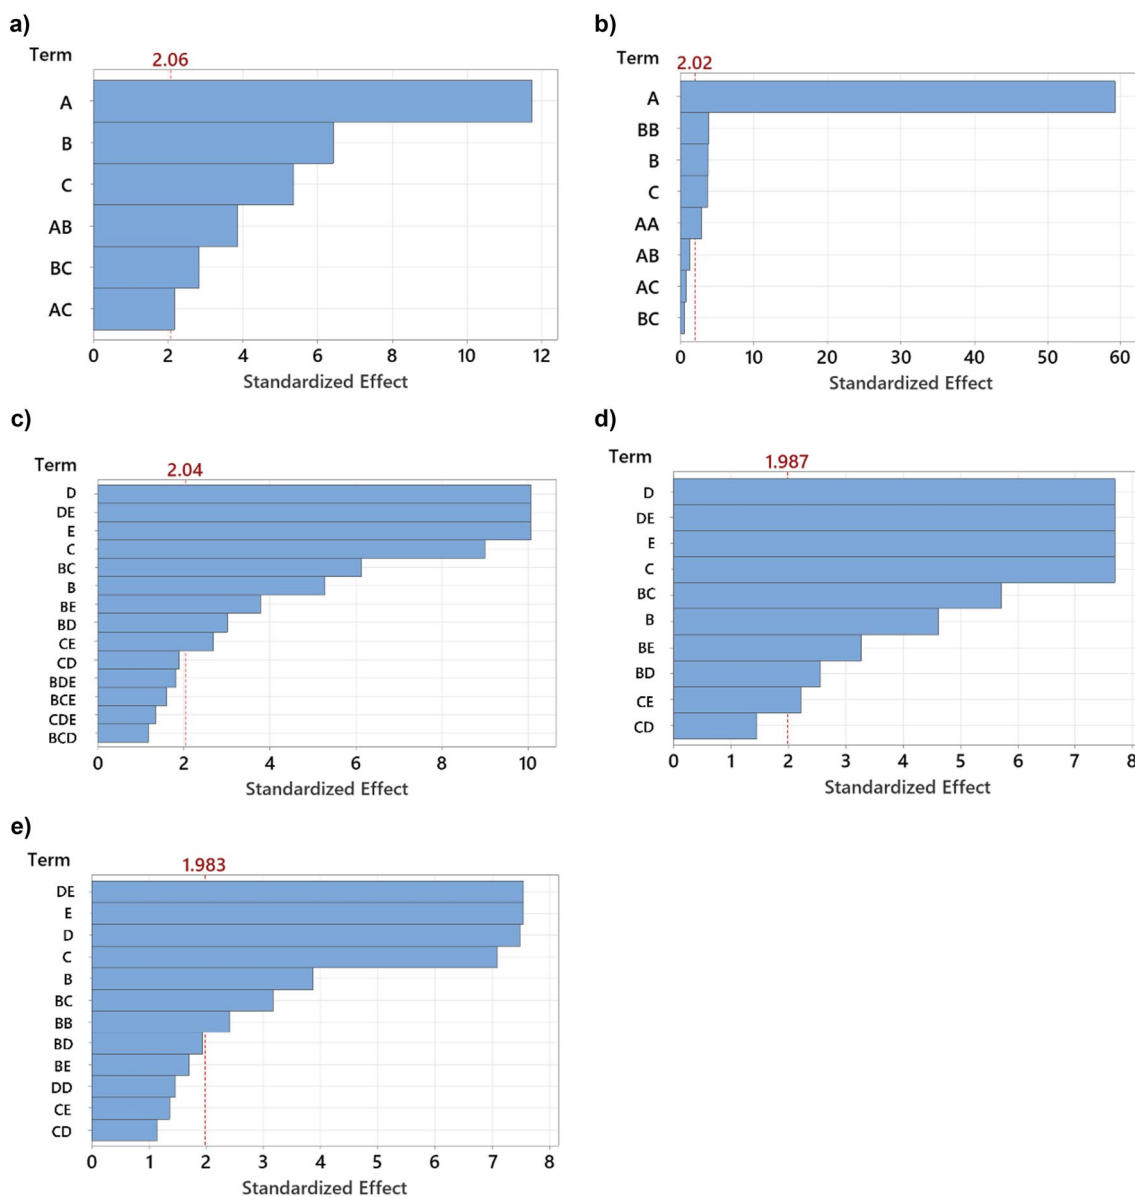 a)
Term
2.06
A
B
C
AB
BC
AC
0 2 4 6 8 10 12
Standardized Effect
b)
Term
2.02
A
BB
B
C
AA
AB
AC
BC
0 10 20 30 40 50 60
Standardized Effect
c)
Term
2.04
D
DE
E
C
BC
B
BE
BD
CE
CD
BDE
BCE
CDE
BCD
0 2 4 6 8 10
Standardized Effect
d)
Term
1.987
D
DE
E
C
BC
B
BE
BD
CE
CD
0 1 2 3 4 5 6 7 8
Standardized Effect
e)
Term
1.983
DE
E
D
C
B
BC
BB
BD
BE
DD
CE
CD
0 1 2 3 4 5 6 7 8
Standardized Effect